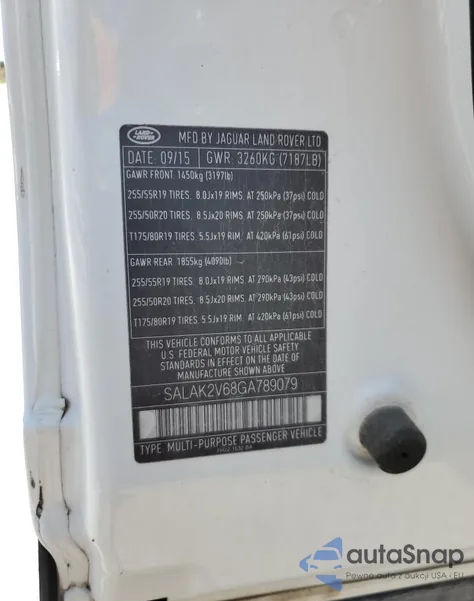 LAND ROVER
MFD BY JAGUAR LAND ROVER LTD
DATE: 09/15 GWR: 3260KG (7187LB)
GAWR FRONT 1450kg (3197lb)
255/55R19 TIRES. 8.0Jx19 RIMS. AT 250kPa (37psi) COLD
255/50R20 TIRES. 8.5Jx20 RIMS. AT 250kPa (37psi) COLD
T175/80R19 TIRES. 5.5Jx19 RIM. AT 420kPa (61psi) COLD
GAWR REAR 1855kg (4090lb)
255/55R19 TIRES. 8.0Jx19 RIMS. AT 290kPa (43psi) COLD
255/50R20 TIRES. 8.5Jx20 RIMS. AT 290kPa (43psi) COLD
T175/80R19 TIRES. 5.5Jx19 RIM. AT 420kPa (61psi) COLD
THIS VEHICLE CONFORMS TO ALL APPLICABLE
U.S. FEDERAL MOTOR VEHICLE SAFETY
STANDARDS IN EFFECT ON THE DATE OF
MANUFACTURE SHOWN ABOVE
SALAK2V68GA789079
TYPE: MULTI-PURPOSE PASSENGER VEHICLE
autaSnap
Pewne auta z aukcji USA i EU